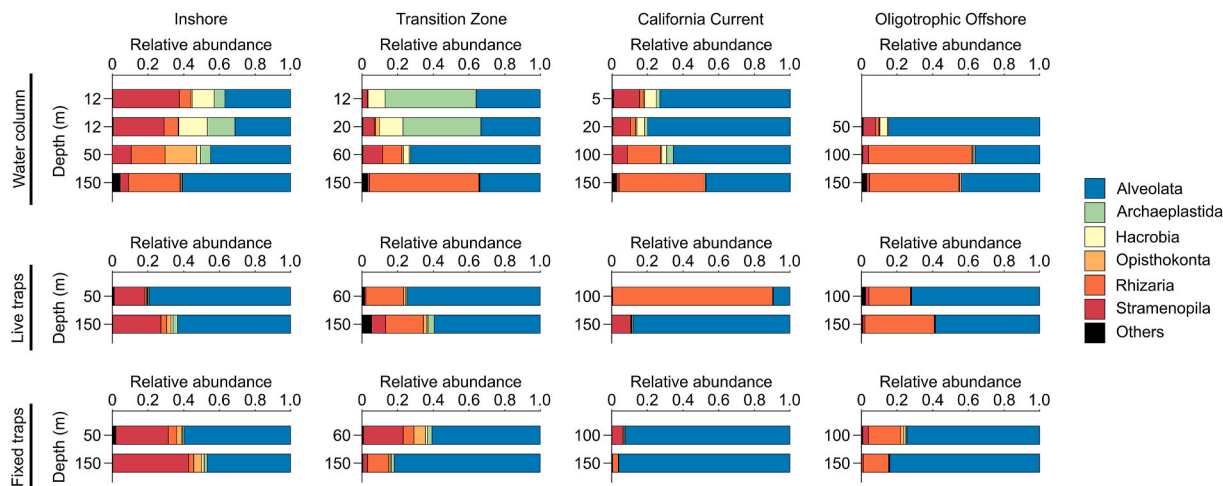 Inshore Transition Zone California Current Oligotrophic Offshore
Relative abundance Relative abundance Relative abundance Relative abundance
0 0.2 0.4 0.6 0.8 1.0 0 0.2 0.4 0.6 0.8 1.0 0 0.2 0.4 0.6 0.8 1.0 0 0.2 0.4 0.6 0.8 1.0
Water column
Depth (m)
12 12 5
12 20 20 50
50 60 100 100
150 150 150 150
Relative abundance Relative abundance Relative abundance Relative abundance
0 0.2 0.4 0.6 0.8 1.0 0 0.2 0.4 0.6 0.8 1.0 0 0.2 0.4 0.6 0.8 1.0 0 0.2 0.4 0.6 0.8 1.0
Live traps
Depth (m)
50 60 100 100
150 150 150 150
Relative abundance Relative abundance Relative abundance Relative abundance
0 0.2 0.4 0.6 0.8 1.0 0 0.2 0.4 0.6 0.8 1.0 0 0.2 0.4 0.6 0.8 1.0 0 0.2 0.4 0.6 0.8 1.0
Fixed traps
Depth (m)
50 60 100 100
150 150 150 150
Alveolata
Archaeplastida
Hacrobia
Opisthokonta
Rhizaria
Stramenopila
Others